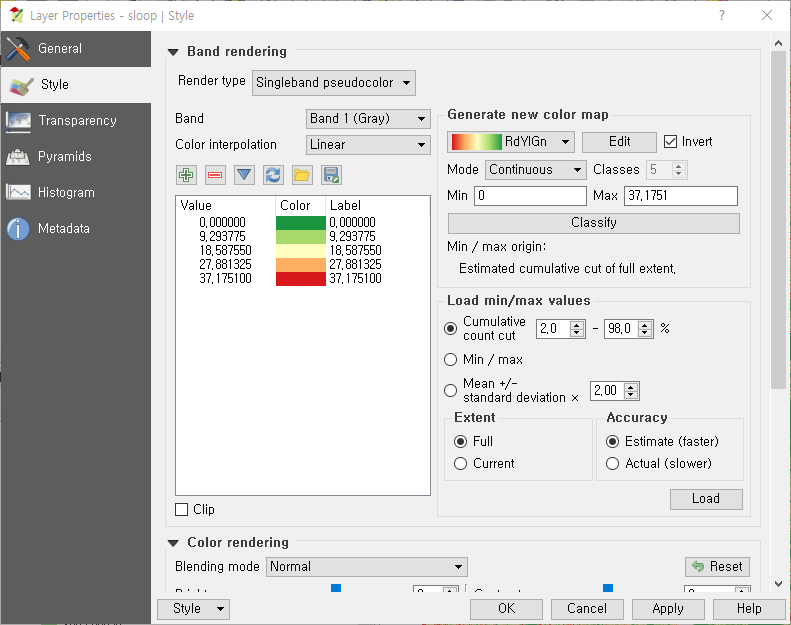 Layer Properties - sloop | Style
General
Style
Transparency
Pyramids
Histogram
Metadata
Band rendering
Render type Singleband pseudocolor
Band Band 1 (Gray)
Color interpolation Linear
Value Color Label
0,000000 0,000000
9,293775 9,293775
18,587550 18,587550
27,881325 27,881325
37,175100 37,175100
Clip
Generate new color map
RdYlGn Edit Invert
Mode Continuous Classes 5
Min 0 Max 37,1751
Classify
Min / max origin:
Estimated cumulative cut of full extent,
Load min/max values
Cumulative
count cut 2,0 - 98,0 %
Min / max
Mean +/-
standard deviation × 2,00
Extent
Full
Current
Accuracy
Estimate (faster)
Actual (slower)
Load
Color rendering
Blending mode Normal Reset
Style OK Cancel Apply Help